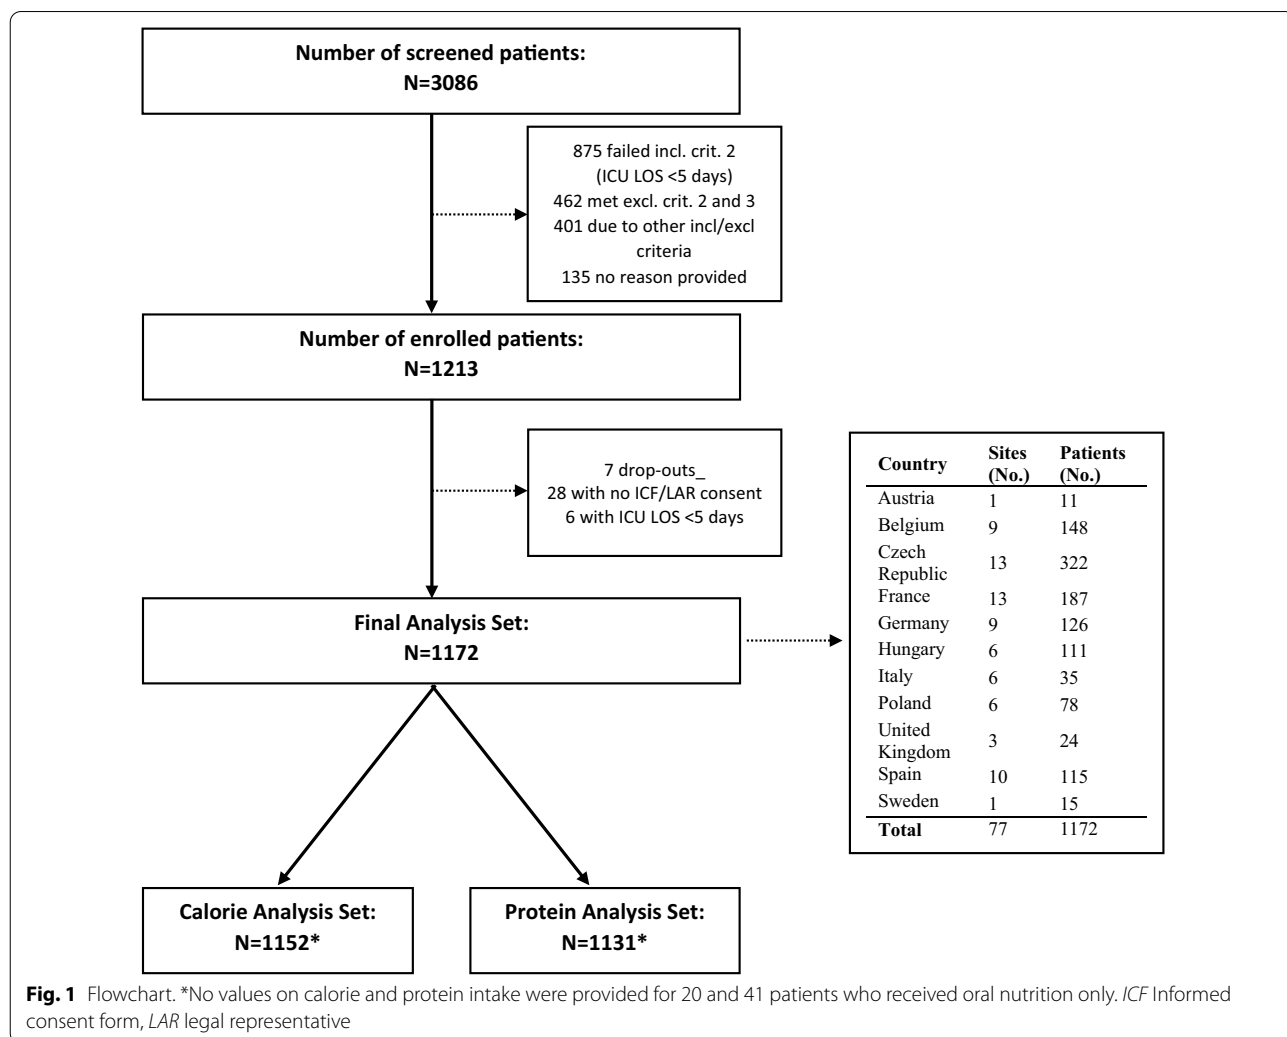 Number of screened patients:
N=3086
875 failed incl. crit. 2
(ICU LOS <5 days)
462 met excl. crit. 2 and 3
401 due to other incl/excl
criteria
135 no reason provided
Number of enrolled patients:
N=1213
7 drop-outs_
28 with no ICF/LAR consent
6 with ICU LOS <5 days
Final Analysis Set:
N=1172
Country Sites (No.) Patients (No.)
Austria 1 11
Belgium 9 148
Czech Republic 13 322
France 13 187
Germany 9 126
Hungary 6 111
Italy 6 35
Poland 6 78
United Kingdom 3 24
Spain 10 115
Sweden 1 15
Total 77 1172
Calorie Analysis Set:
N=1152*
Protein Analysis Set:
N=1131*
Fig. 1 Flowchart. *No values on calorie and protein intake were provided for 20 and 41 patients who received oral nutrition only. ICF Informed
consent form, LAR legal representative